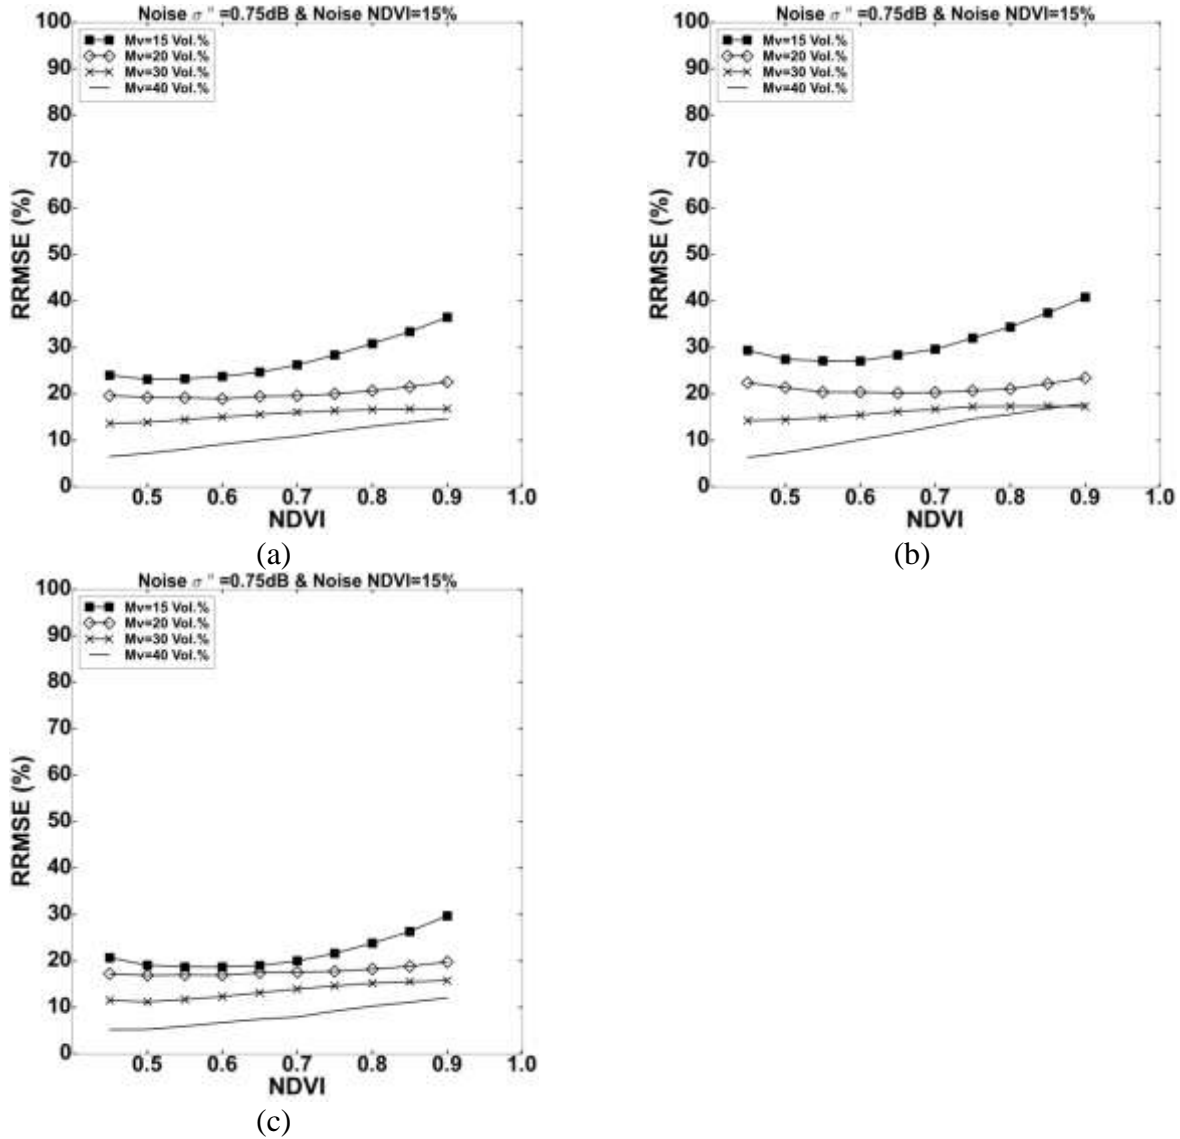 Noise σ ° =0.75dB & Noise NDVI=15%
Mv=15 Vol.%
Mv=20 Vol.%
Mv=30 Vol.%
Mv=40 Vol.%
100
90
80
70
60
50
40
30
20
10
0
RRMSE (%)
0.5 0.6 0.7 0.8 0.9 1.0
NDVI
(a)
Noise σ ° =0.75dB & Noise NDVI=15%
Mv=15 Vol.%
Mv=20 Vol.%
Mv=30 Vol.%
Mv=40 Vol.%
100
90
80
70
60
50
40
30
20
10
0
RRMSE (%)
0.5 0.6 0.7 0.8 0.9 1.0
NDVI
(b)
Noise σ ° =0.75dB & Noise NDVI=15%
Mv=15 Vol.%
Mv=20 Vol.%
Mv=30 Vol.%
Mv=40 Vol.%
100
90
80
70
60
50
40
30
20
10
0
RRMSE (%)
0.5 0.6 0.7 0.8 0.9 1.0
NDVI
(c)